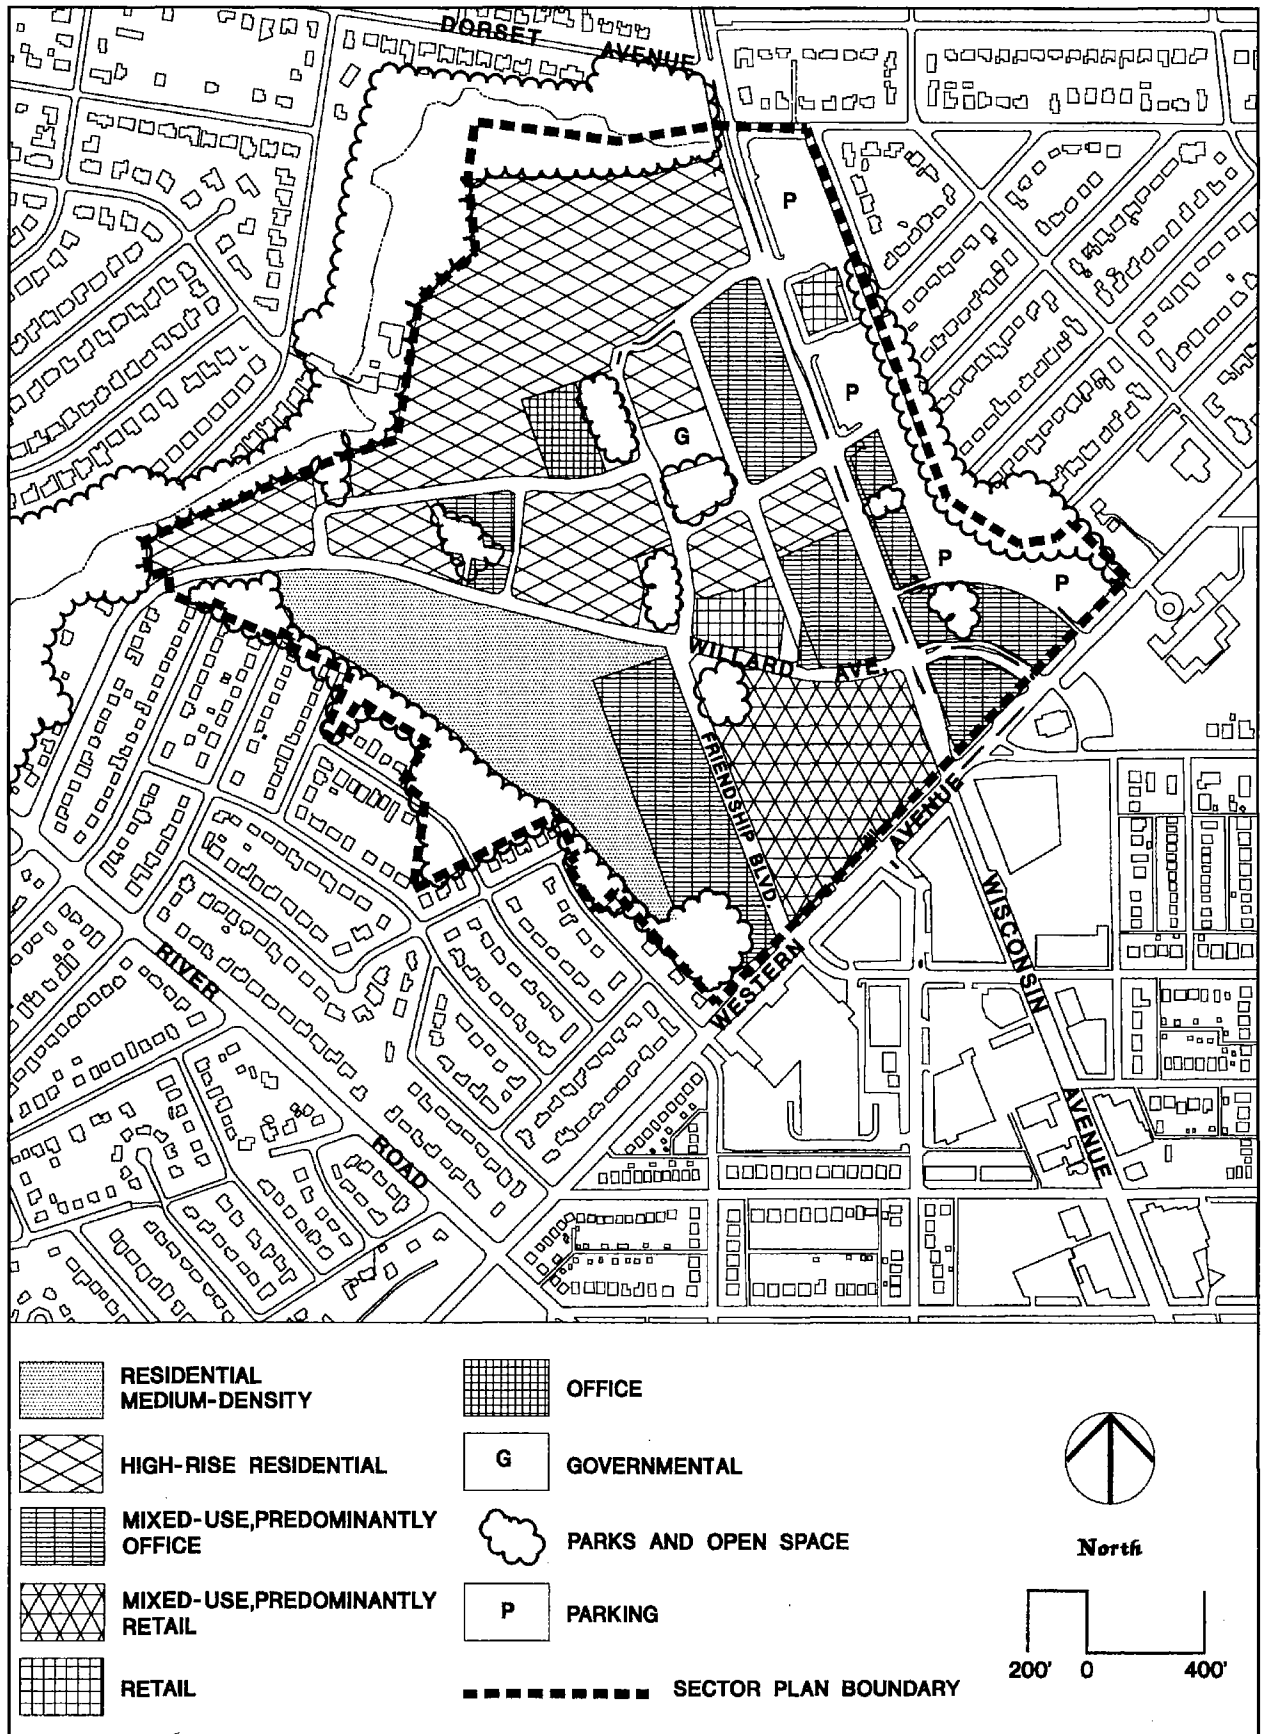 DORSET AVENUE
P
P
G
P
P
WILLARD AVE.
FRIENDSHIP BLVD.
WESTERN AVENUE
WISCONSIN AVENUE
RIVER ROAD
RESIDENTIAL
MEDIUM-DENSITY
HIGH-RISE RESIDENTIAL
MIXED-USE,PREDOMINANTLY
OFFICE
MIXED-USE,PREDOMINANTLY
RETAIL
RETAIL
OFFICE
G
GOVERNMENTAL
PARKS AND OPEN SPACE
P
PARKING
SECTOR PLAN BOUNDARY
North
200' 0 400'